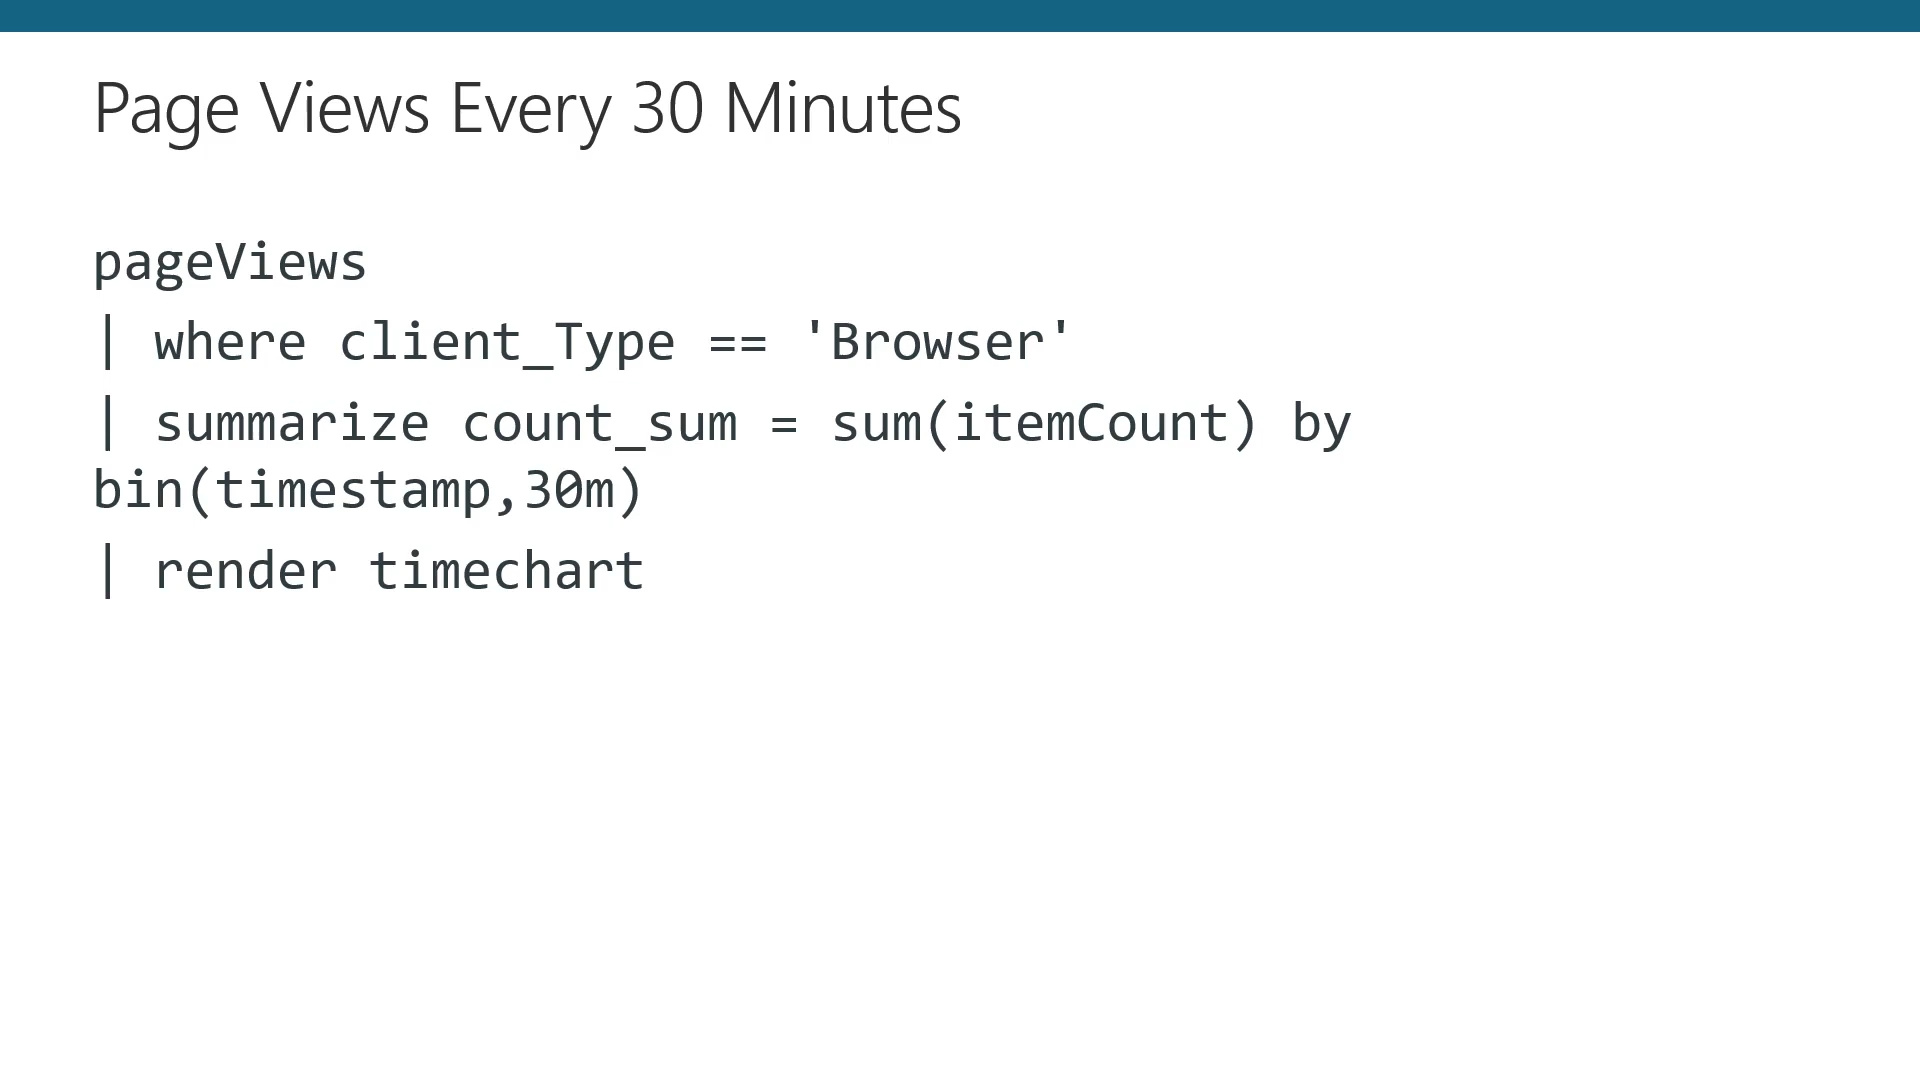 Page Views Every 30 Minutes
pageViews
| where client_Type == 'Browser'
| summarize count_sum = sum(itemCount) by
bin(timestamp,30m)
| render timechart